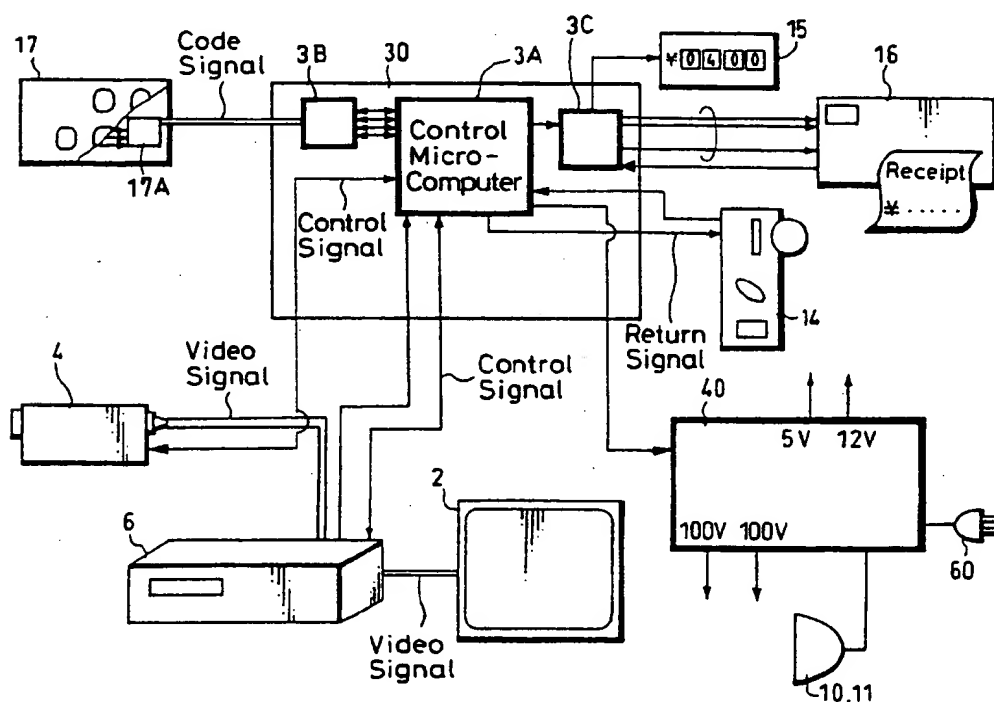 17
Code
Signal
3B
30
3A
3C
15
¥0400
16
17A
Control
Micro-
Computer
Receipt
¥ . . . . .
Control
Signal
14
Return
Signal
4
Video
Signal
Control
Signal
40
5V
12V
100V
100V
60
6
2
Video
Signal
10.11